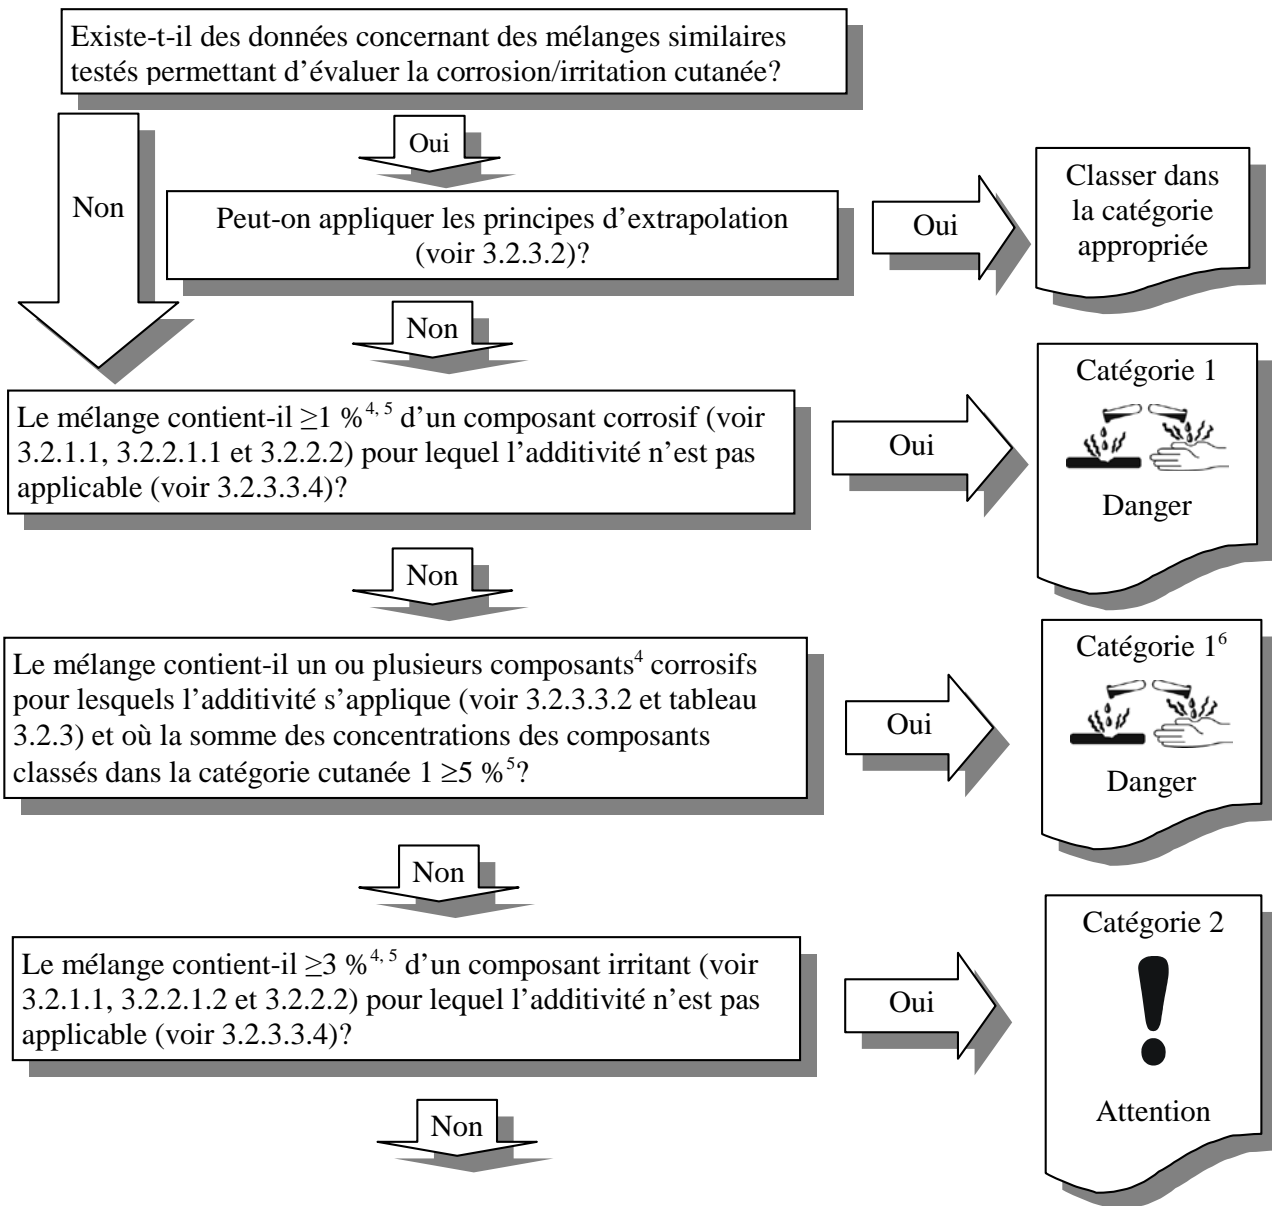 Existe-t-il des données concernant des mélanges similaires
testés permettant d’évaluer la corrosion/irritation cutanée?
Oui
Non
Peut-on appliquer les principes d’extrapolation
(voir 3.2.3.2)?
Oui
Classer dans
la catégorie
appropriée
Non
Le mélange contient-il ≥1 %4, 5 d’un composant corrosif (voir
3.2.1.1, 3.2.2.1.1 et 3.2.2.2) pour lequel l’additivité n’est pas
applicable (voir 3.2.3.3.4)?
Oui
Catégorie 1
Danger
Non
Le mélange contient-il un ou plusieurs composants4 corrosifs
pour lesquels l’additivité s’applique (voir 3.2.3.3.2 et tableau
3.2.3) et où la somme des concentrations des composants
classés dans la catégorie cutanée 1 ≥5 %5?
Oui
Catégorie 16
Danger
Non
Le mélange contient-il ≥3 %4, 5 d’un composant irritant (voir
3.2.1.1, 3.2.2.1.2 et 3.2.2.2) pour lequel l’additivité n’est pas
applicable (voir 3.2.3.3.4)?
Oui
Catégorie 2
Attention
Non